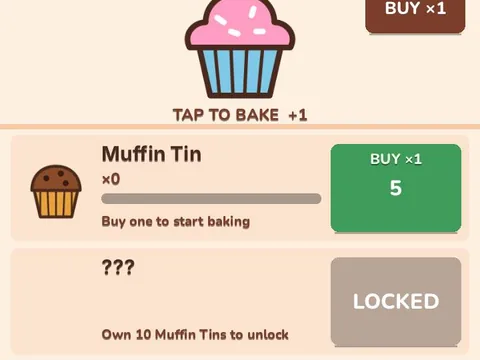 BUY ×1
TAP TO BAKE +1
Muffin Tin
×0
Buy one to start baking
BUY ×1
5
???
Own 10 Muffin Tins to unlock
LOCKED